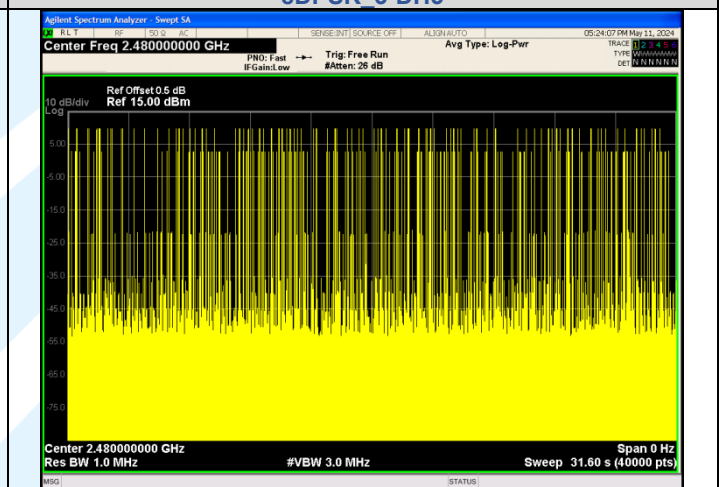 Agilent Spectrum Analyzer - Swept SA
RLT RF 50 Ω AC SENSE:INT SOURCE OFF ALIGN AUTO 05:24:07 PM May 11, 2024
Center Freq 2.480000000 GHz
PNO: Fast
IFGain:Low
Trig: Free Run
#Atten: 26 dB
Avg Type: Log-Pwr
TRACE 1 2 3 4 5 6
TYPE
DET N N N N N N
Ref Offset 0.5 dB
10 dB/div Ref 15.00 dBm
Log
5.00
-5.00
-15.0
-25.0
-35.0
-45.0
-55.0
-65.0
-75.0
Center 2.480000000 GHz Span 0 Hz
Res BW 1.0 MHz #VBW 3.0 MHz Sweep 31.60 s (40000 pts)
MSG STATUS